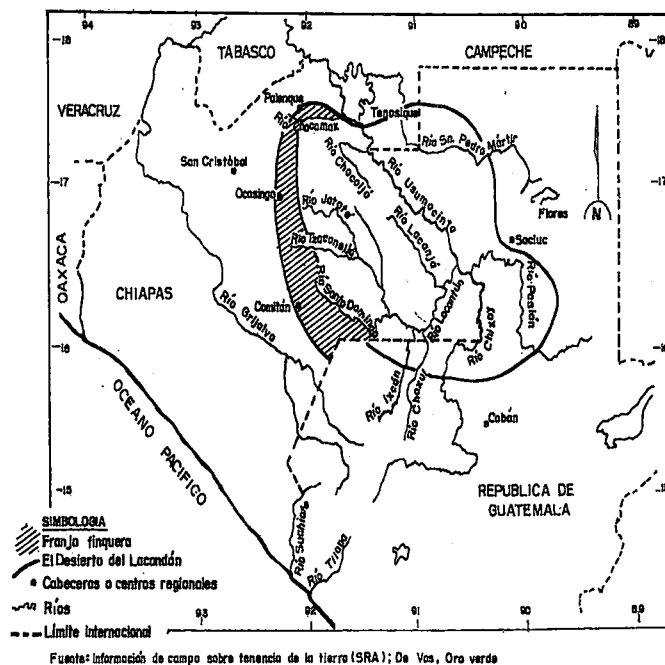 94 93 92 91 90 89
18
18
TABASCO
CAMPECHE
VERACRUZ
Palenque
Tenosique
Río Chacamax
Río Sn. Pedro Mártir
San Cristóbal
Río Chocoljá
Río Usumacinta
17
17
Ocosingo
Río Jataté
Flores
N
Río Lacanjá
Sacluc
Río Tzaconejá
OAXACA
CHIAPAS
Río Santo Domingo
Río Lacantún
Río Pasión
Comitán
Río Grijalva
Río Chixoy
16
16
Río Ixcán
Río Chaxul
Cobán
OCEANO PACIFICO
15
REPUBLICA DE
GUATEMALA
SIMBOLOGIA
Franja finquera
El Desierto del Lacandón
Cabeceras o centros regionales
Ríos
Límite Internacional
Río Suchiate
Río Tilapa
93 92 91 90 89
Fuente: Información de campo sobre tenencia de la tierra (SRA); De Vos, Oro verde